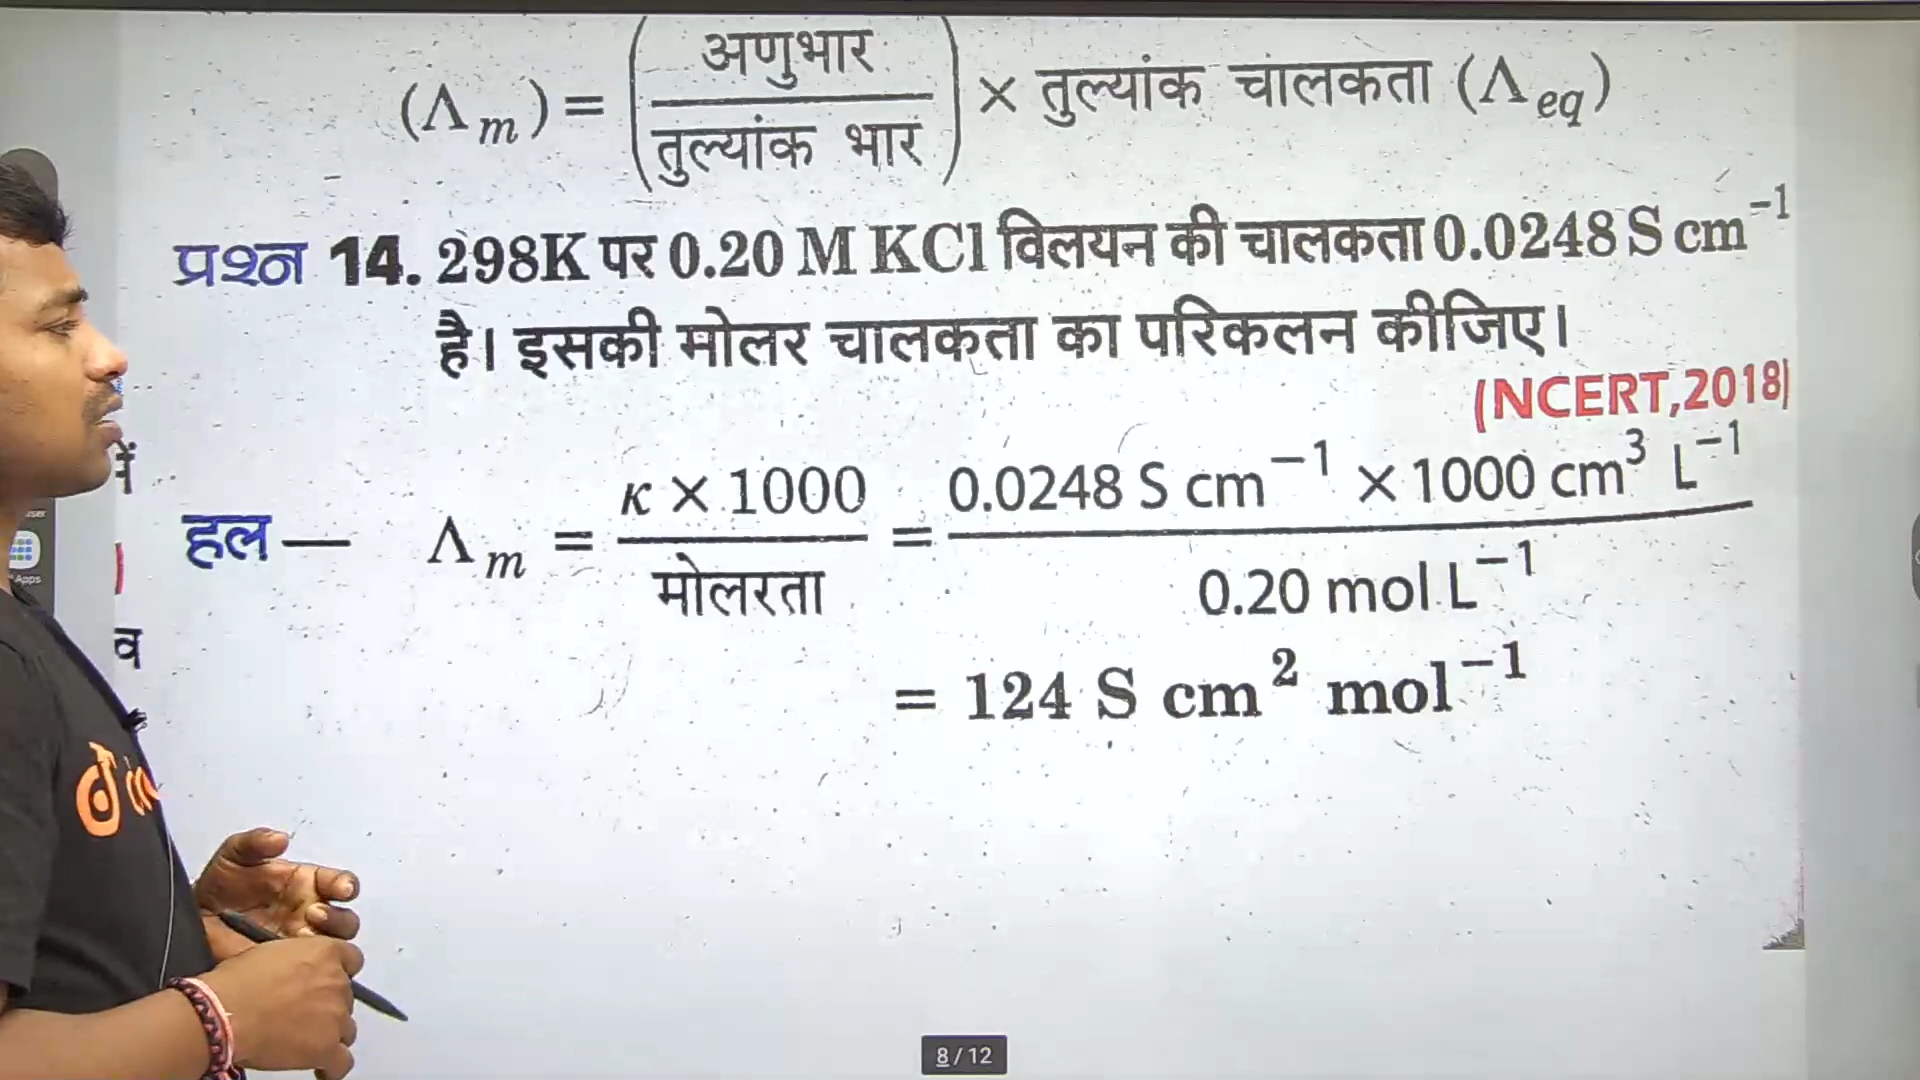 (Λm) = (अणुभार / तुल्यांक भार) × तुल्यांक चालकता (Λeq)
प्रश्न 14. 298K पर 0.20 M KCl विलयन की चालकता 0.0248 S cm⁻¹
है। इसकी मोलर चालकता का परिकलन कीजिए।
(NCERT,2018)
में
हल— Λm = κ × 1000 / मोलरता = 0.0248 S cm⁻¹ × 1000 cm³ L⁻¹ / 0.20 mol L⁻¹
Apps
व
= 124 S cm² mol⁻¹
8 / 12